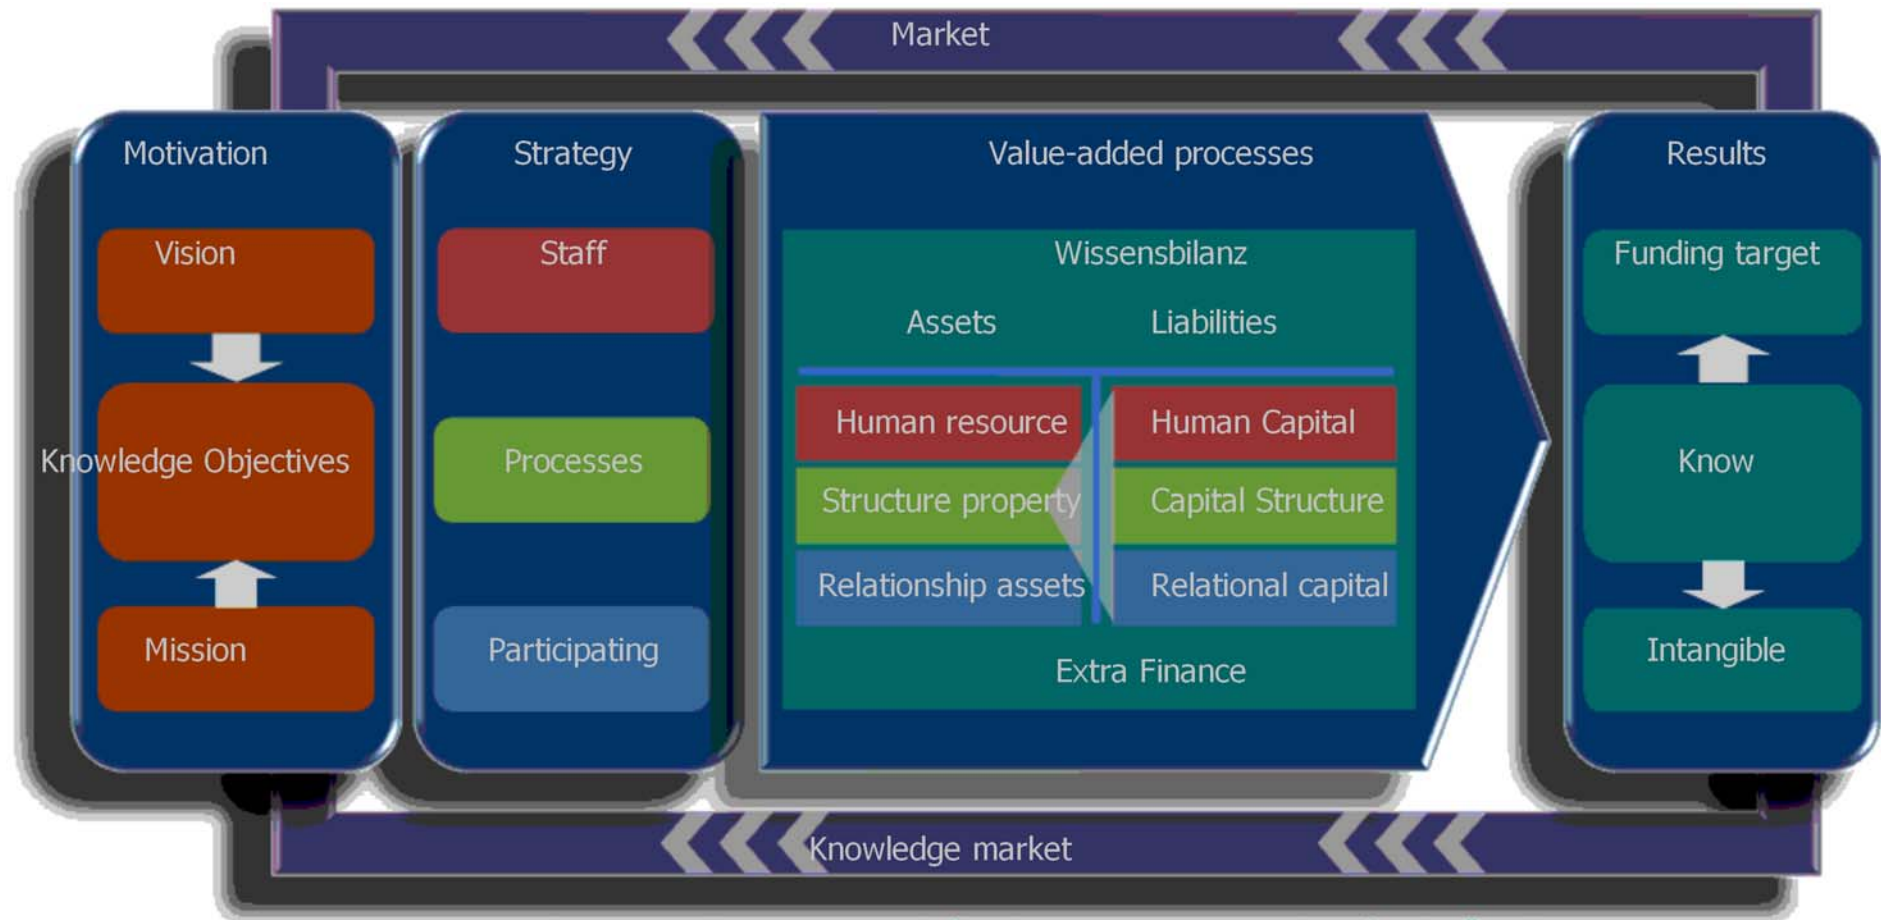 Market
Motivation
Strategy
Value-added processes
Results
Vision
Staff
Wissensbilanz
Funding target
Assets
Liabilities
Human resource
Human Capital
Knowledge Objectives
Processes
Know
Structure property
Capital Structure
Relationship assets
Relational capital
Mission
Participating
Extra Finance
Intangible
Knowledge market